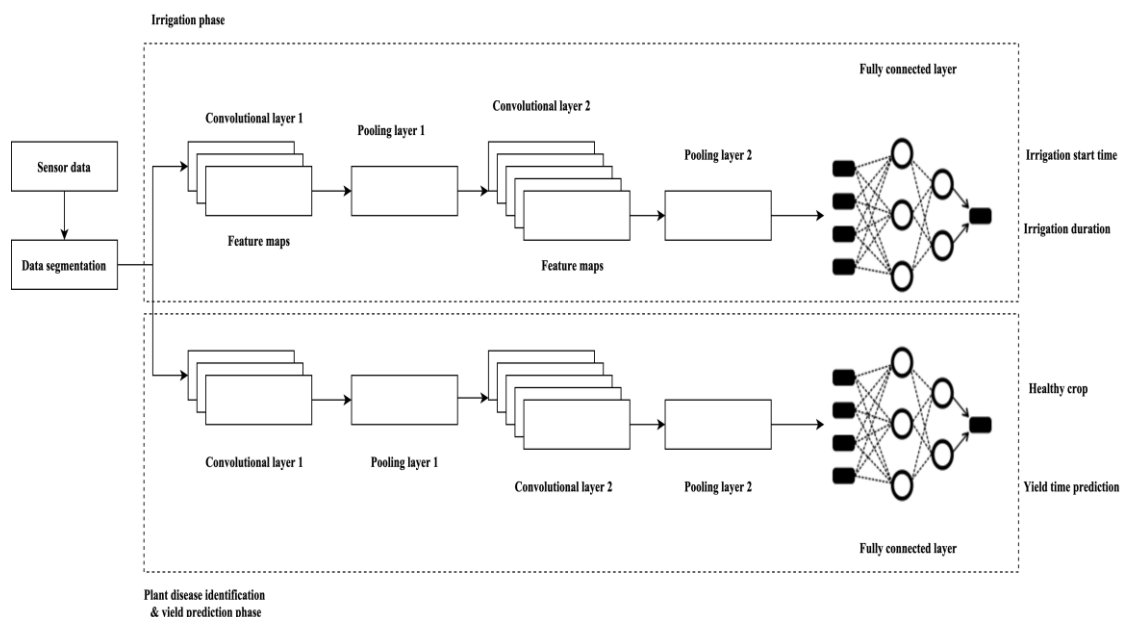 Irrigation phase
Fully connected layer
Convolutional layer 1
Pooling layer 1
Convolutional layer 2
Pooling layer 2
Sensor data
Data segmentation
Feature maps
Feature maps
Irrigation start time
Irrigation duration
Convolutional layer 1
Pooling layer 1
Convolutional layer 2
Pooling layer 2
Fully connected layer
Healthy crop
Yield time prediction
Plant disease identification
& yield prediction phase